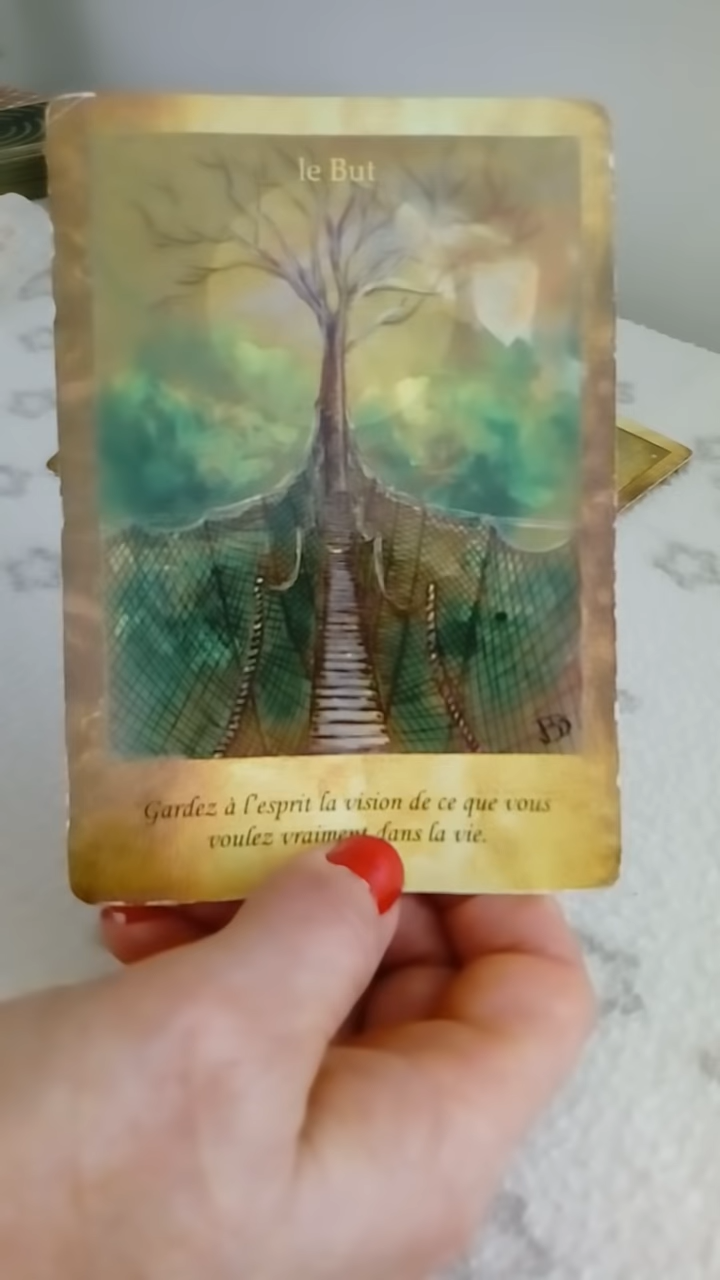 le But
Gardez à l'esprit la vision de ce que vous
voulez vraiment dans la vie.